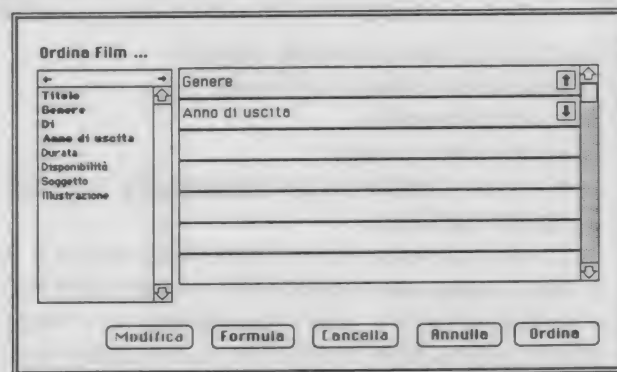 Ordina Film ...
Titolo
Genere
Di
Anno di uscita
Durata
Disponibilità
Soggetto
Illustrazione
Genere
Anno di uscita
Modifica
Formula
Cancella
Annulla
Ordina